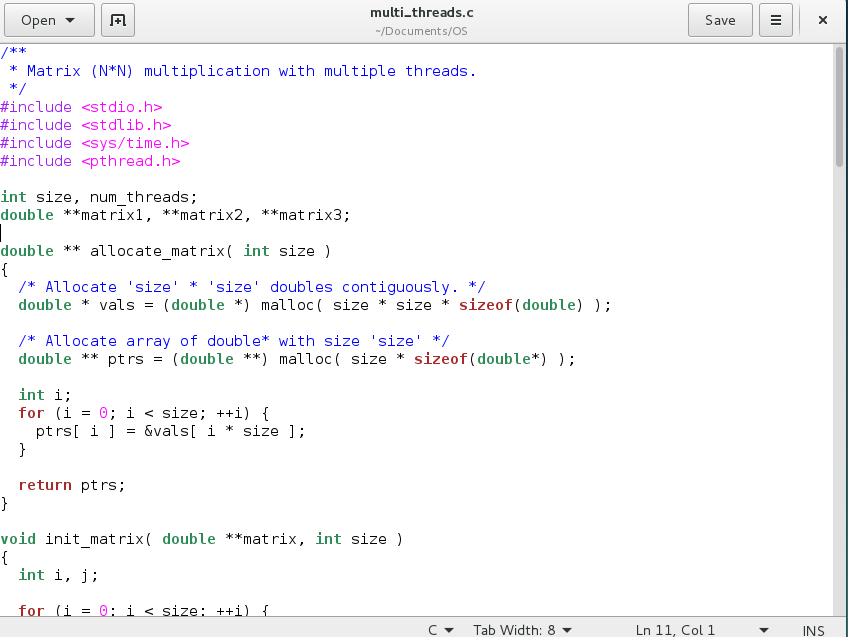 Open
multi_threads.c
~/Documents/OS
Save
/**
 * Matrix (N*N) multiplication with multiple threads.
 */
#include <stdio.h>
#include <stdlib.h>
#include <sys/time.h>
#include <pthread.h>

int size, num_threads;
double **matrix1, **matrix2, **matrix3;

double ** allocate_matrix( int size )
{
  /* Allocate 'size' * 'size' doubles contiguously. */
  double * vals = (double *) malloc( size * size * sizeof(double) );

  /* Allocate array of double* with size 'size' */
  double ** ptrs = (double **) malloc( size * sizeof(double*) );

  int i;
  for (i = 0; i < size; ++i) {
    ptrs[ i ] = &vals[ i * size ];
  }

  return ptrs;
}

void init_matrix( double **matrix, int size )
{
  int i, j;

  for (i = 0; i < size; ++i) {
C
Tab Width: 8
Ln 11, Col 1
INS